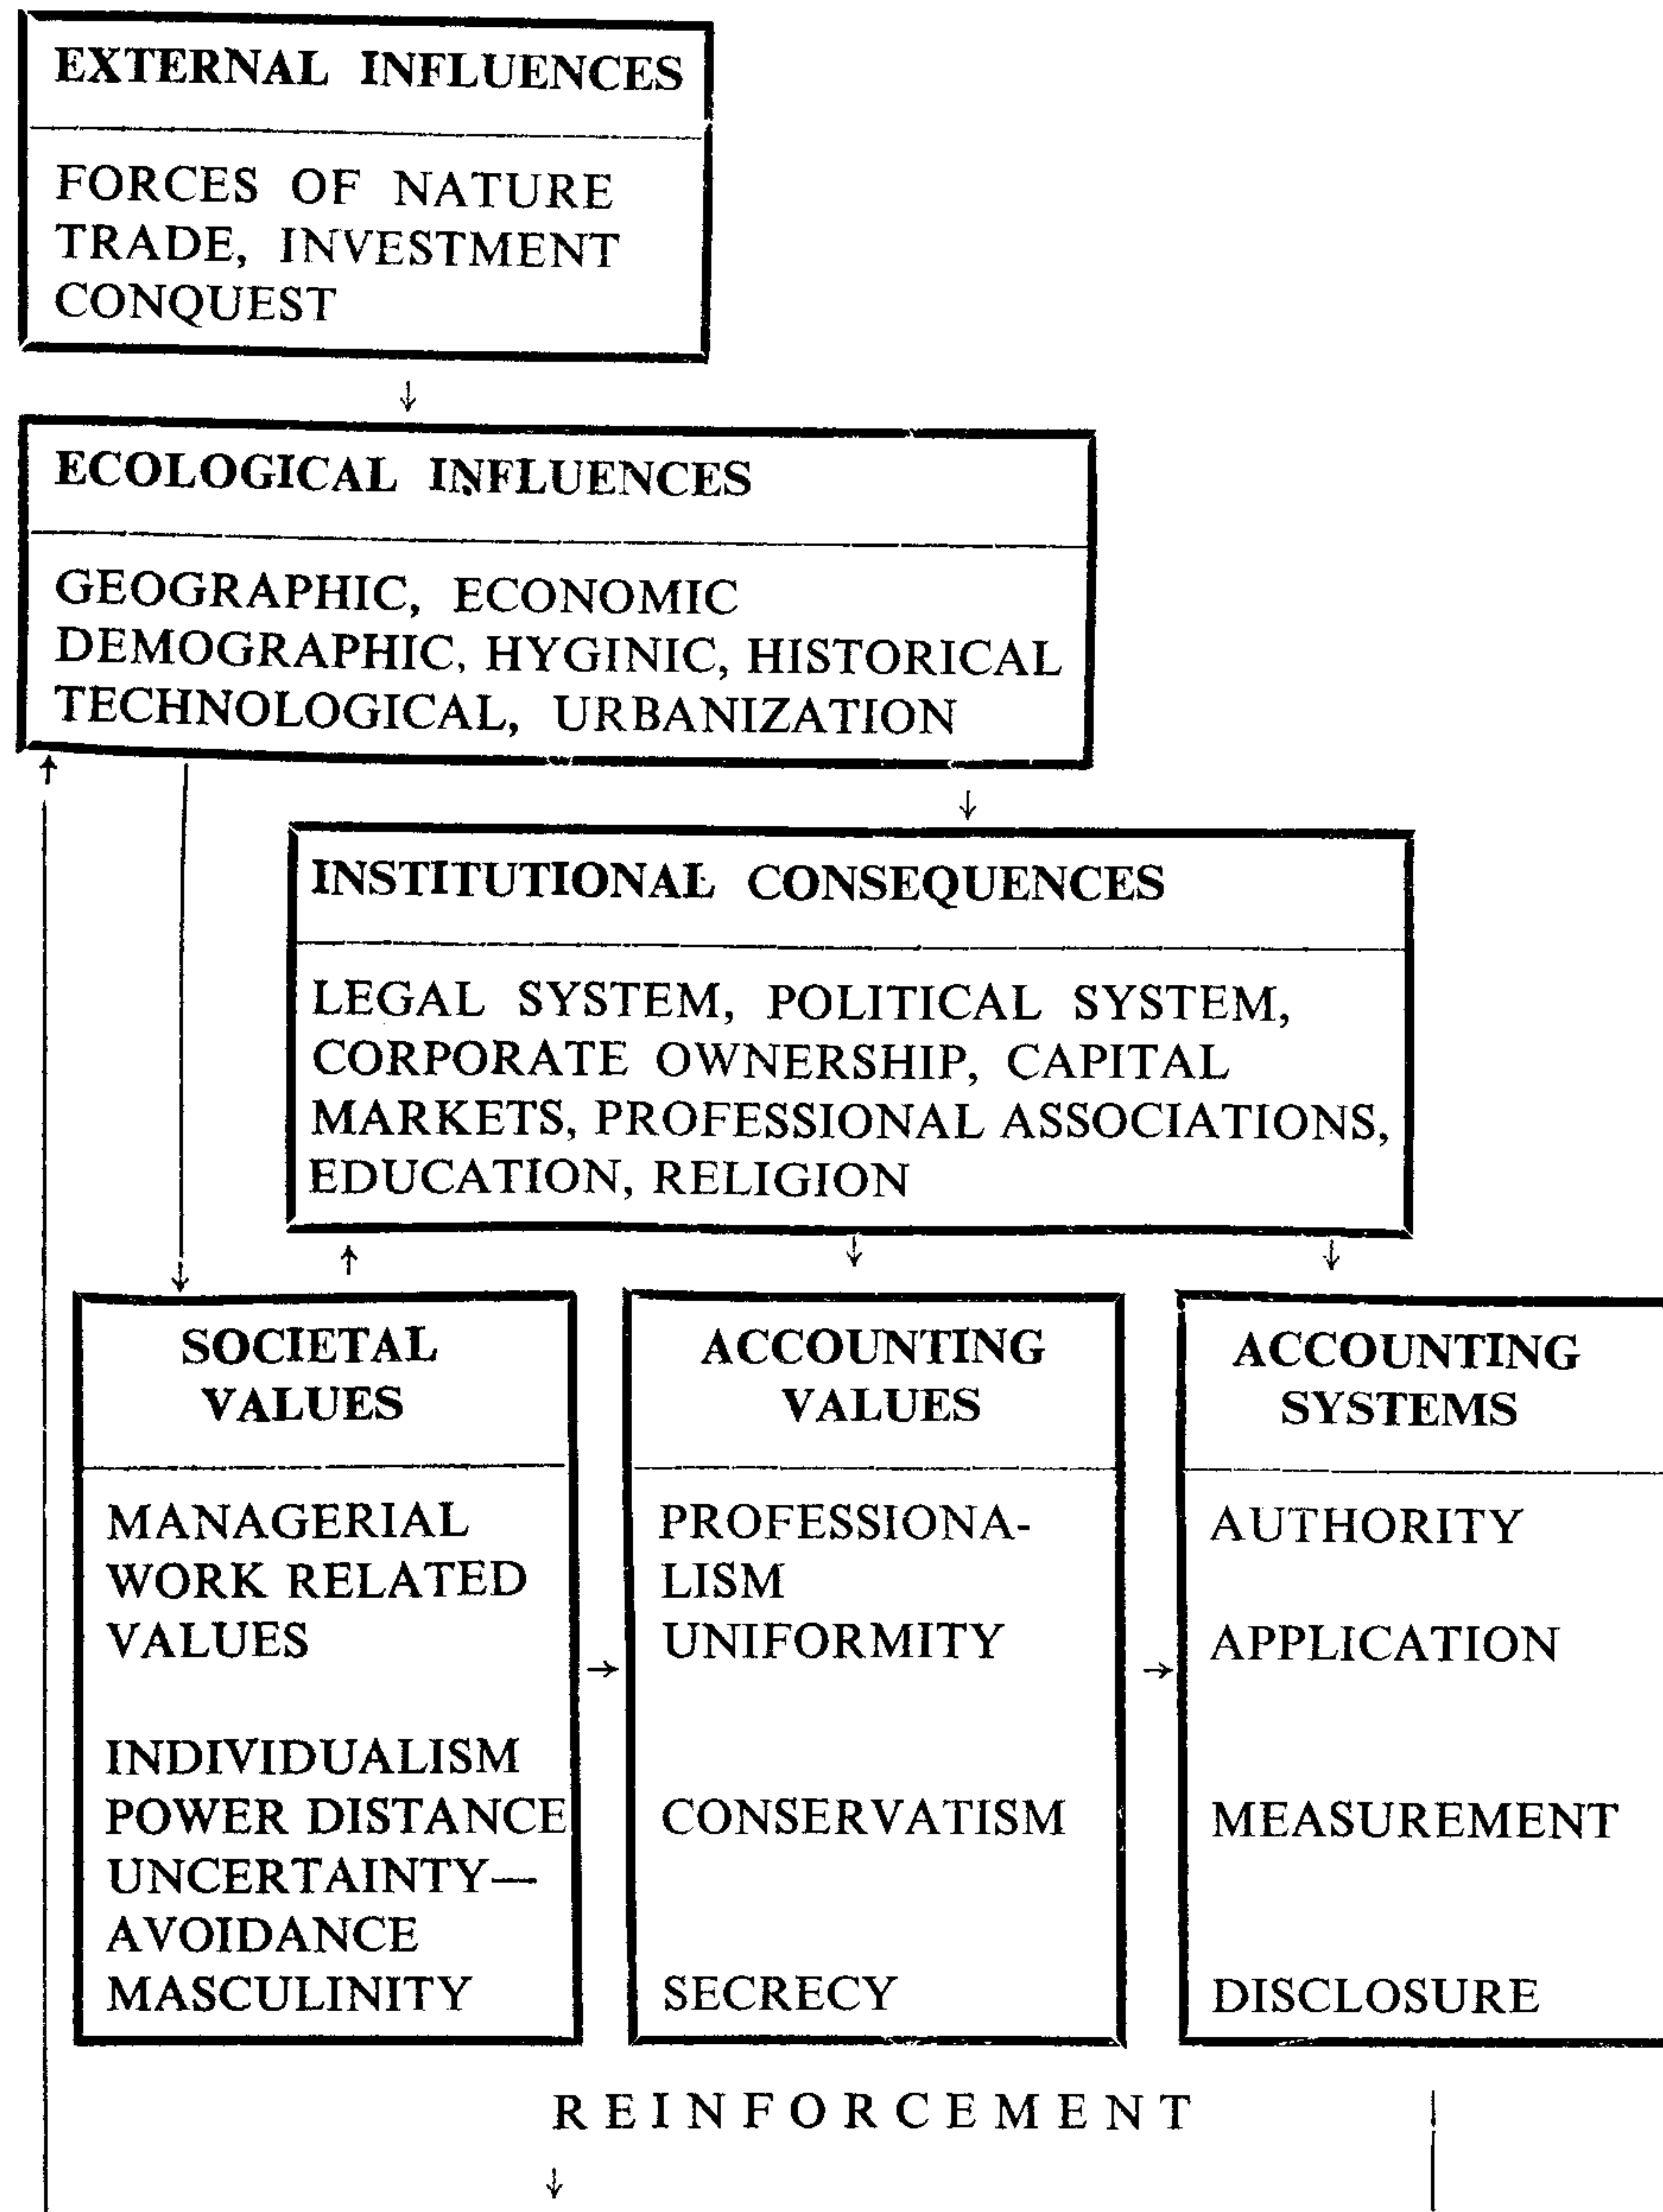 EXTERNAL INFLUENCES
FORCES OF NATURE
TRADE, INVESTMENT
CONQUEST
ECOLOGICAL INFLUENCES
GEOGRAPHIC, ECONOMIC
DEMOGRAPHIC, HYGINIC, HISTORICAL
TECHNOLOGICAL, URBANIZATION
INSTITUTIONAL CONSEQUENCES
LEGAL SYSTEM, POLITICAL SYSTEM,
CORPORATE OWNERSHIP, CAPITAL
MARKETS, PROFESSIONAL ASSOCIATIONS,
EDUCATION, RELIGION
SOCIETAL
VALUES
MANAGERIAL
WORK RELATED
VALUES
INDIVIDUALISM
POWER DISTANCE
UNCERTAINTY—
AVOIDANCE
MASCULINITY
ACCOUNTING
VALUES
PROFESSIONA-
LISM
UNIFORMITY
CONSERVATISM
SECRECY
ACCOUNTING
SYSTEMS
AUTHORITY
APPLICATION
MEASUREMENT
DISCLOSURE
REINFORCEMENT